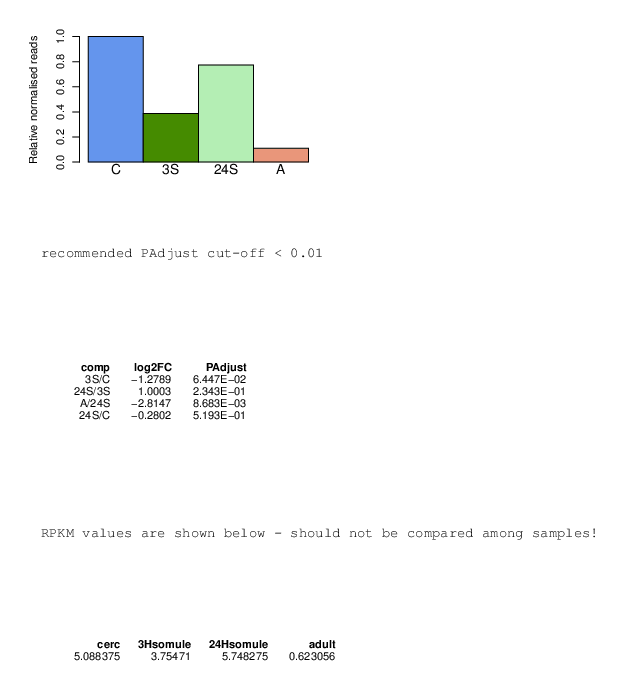 Relative normalised reads
1.0
0.8
0.6
0.4
0.2
0.0
C 3S 24S A
recommended PAdjust cut-off < 0.01
comp log2FC PAdjust
3S/C −1.2789 6.447E−02
24S/3S 1.0003 2.343E−01
A/24S −2.8147 8.683E−03
24S/C −0.2802 5.193E−01
RPKM values are shown below - should not be compared among samples!
cerc 3Hsomule 24Hsomule adult
5.088375 3.75471 5.748275 0.623056